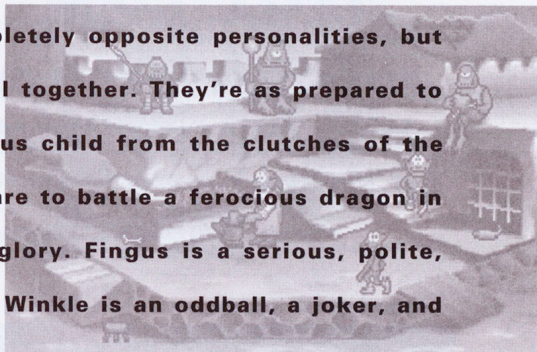 pletely opposite personalities, but
l together. They're as prepared to
us child from the clutches of the
are to battle a ferocious dragon in
glory. Fingus is a serious, polite,
Winkle is an oddball, a joker, and